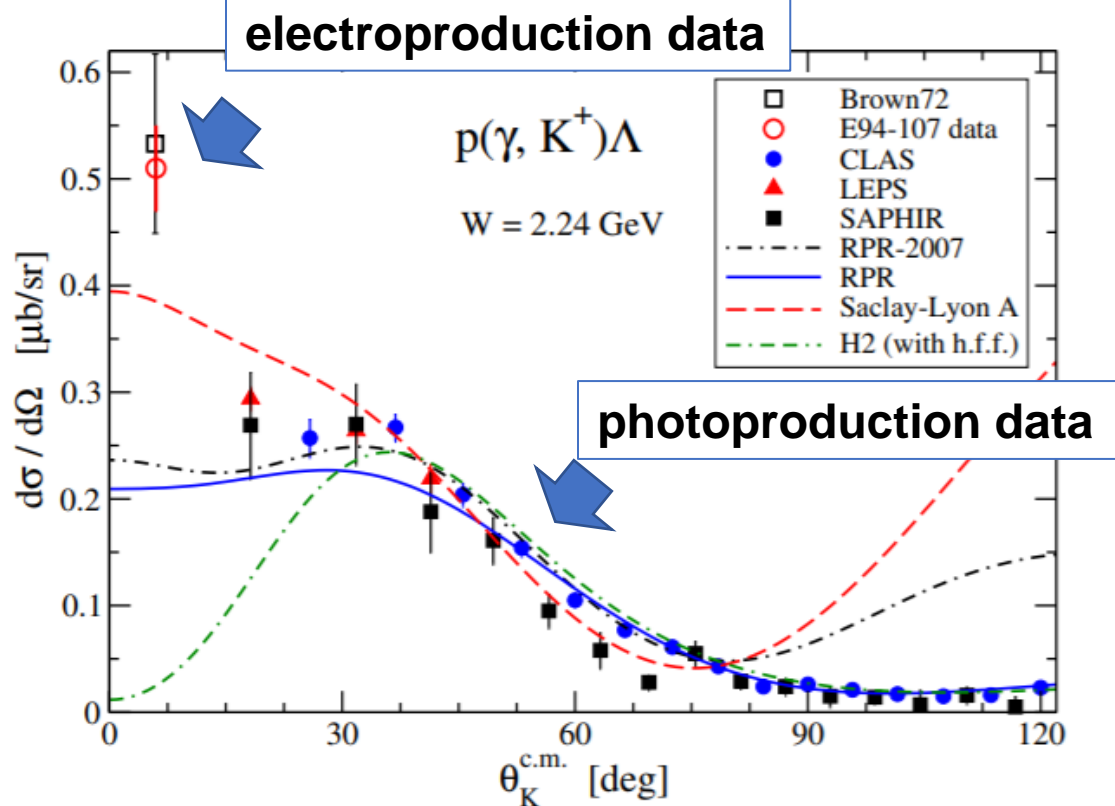 electroproduction data
p(γ, K⁺)Λ
W = 2.24 GeV
Brown72
E94-107 data
CLAS
LEPS
SAPHIR
RPR-2007
RPR
Saclay-Lyon A
H2 (with h.f.f.)
photoproduction data
dσ / dΩ [μb/sr]
0.6
0.5
0.4
0.3
0.2
0.1
0
0 30 60 90 120
θ_K^c.m. [deg]